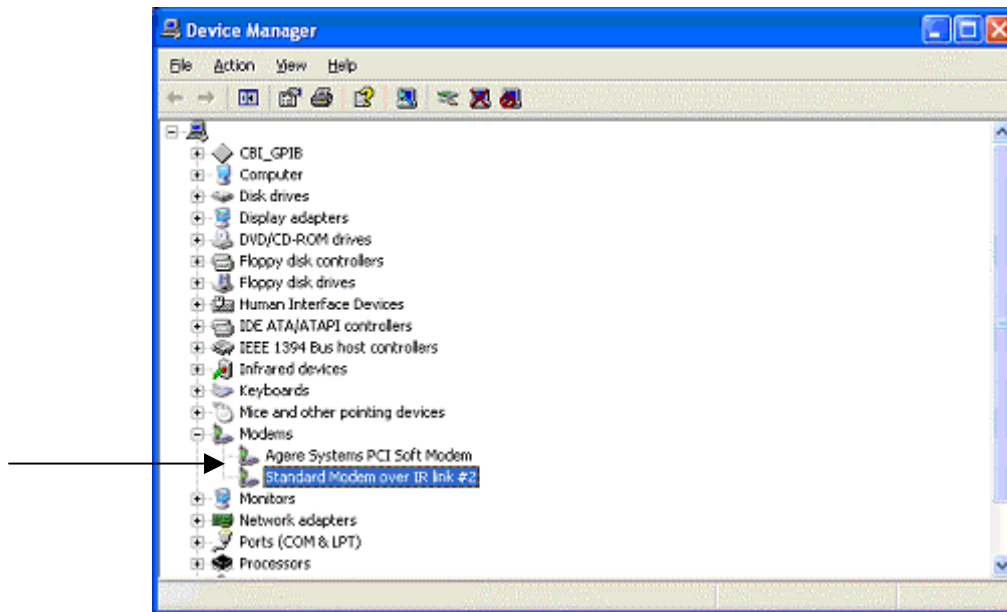 Device Manager
File Action View Help
CBI_GPIB
Computer
Disk drives
Display adapters
DVD/CD-ROM drives
Floppy disk controllers
Floppy disk drives
Human Interface Devices
IDE ATA/ATAPI controllers
IEEE 1394 Bus host controllers
Infrared devices
Keyboards
Mice and other pointing devices
Modems
Agere Systems PCI Soft Modem
Standard Modem over IR link #2
Monitors
Network adapters
Ports (COM & LPT)
Processors